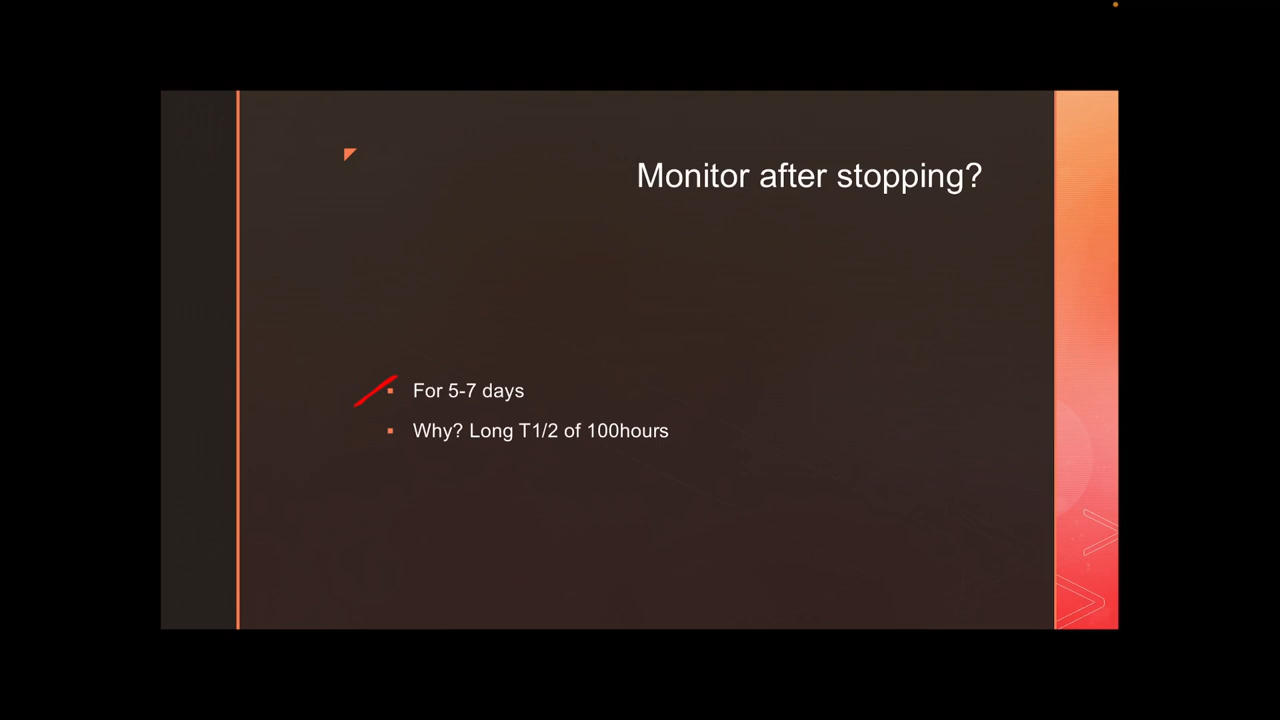 Monitor after stopping?
For 5-7 days
Why? Long T1/2 of 100hours